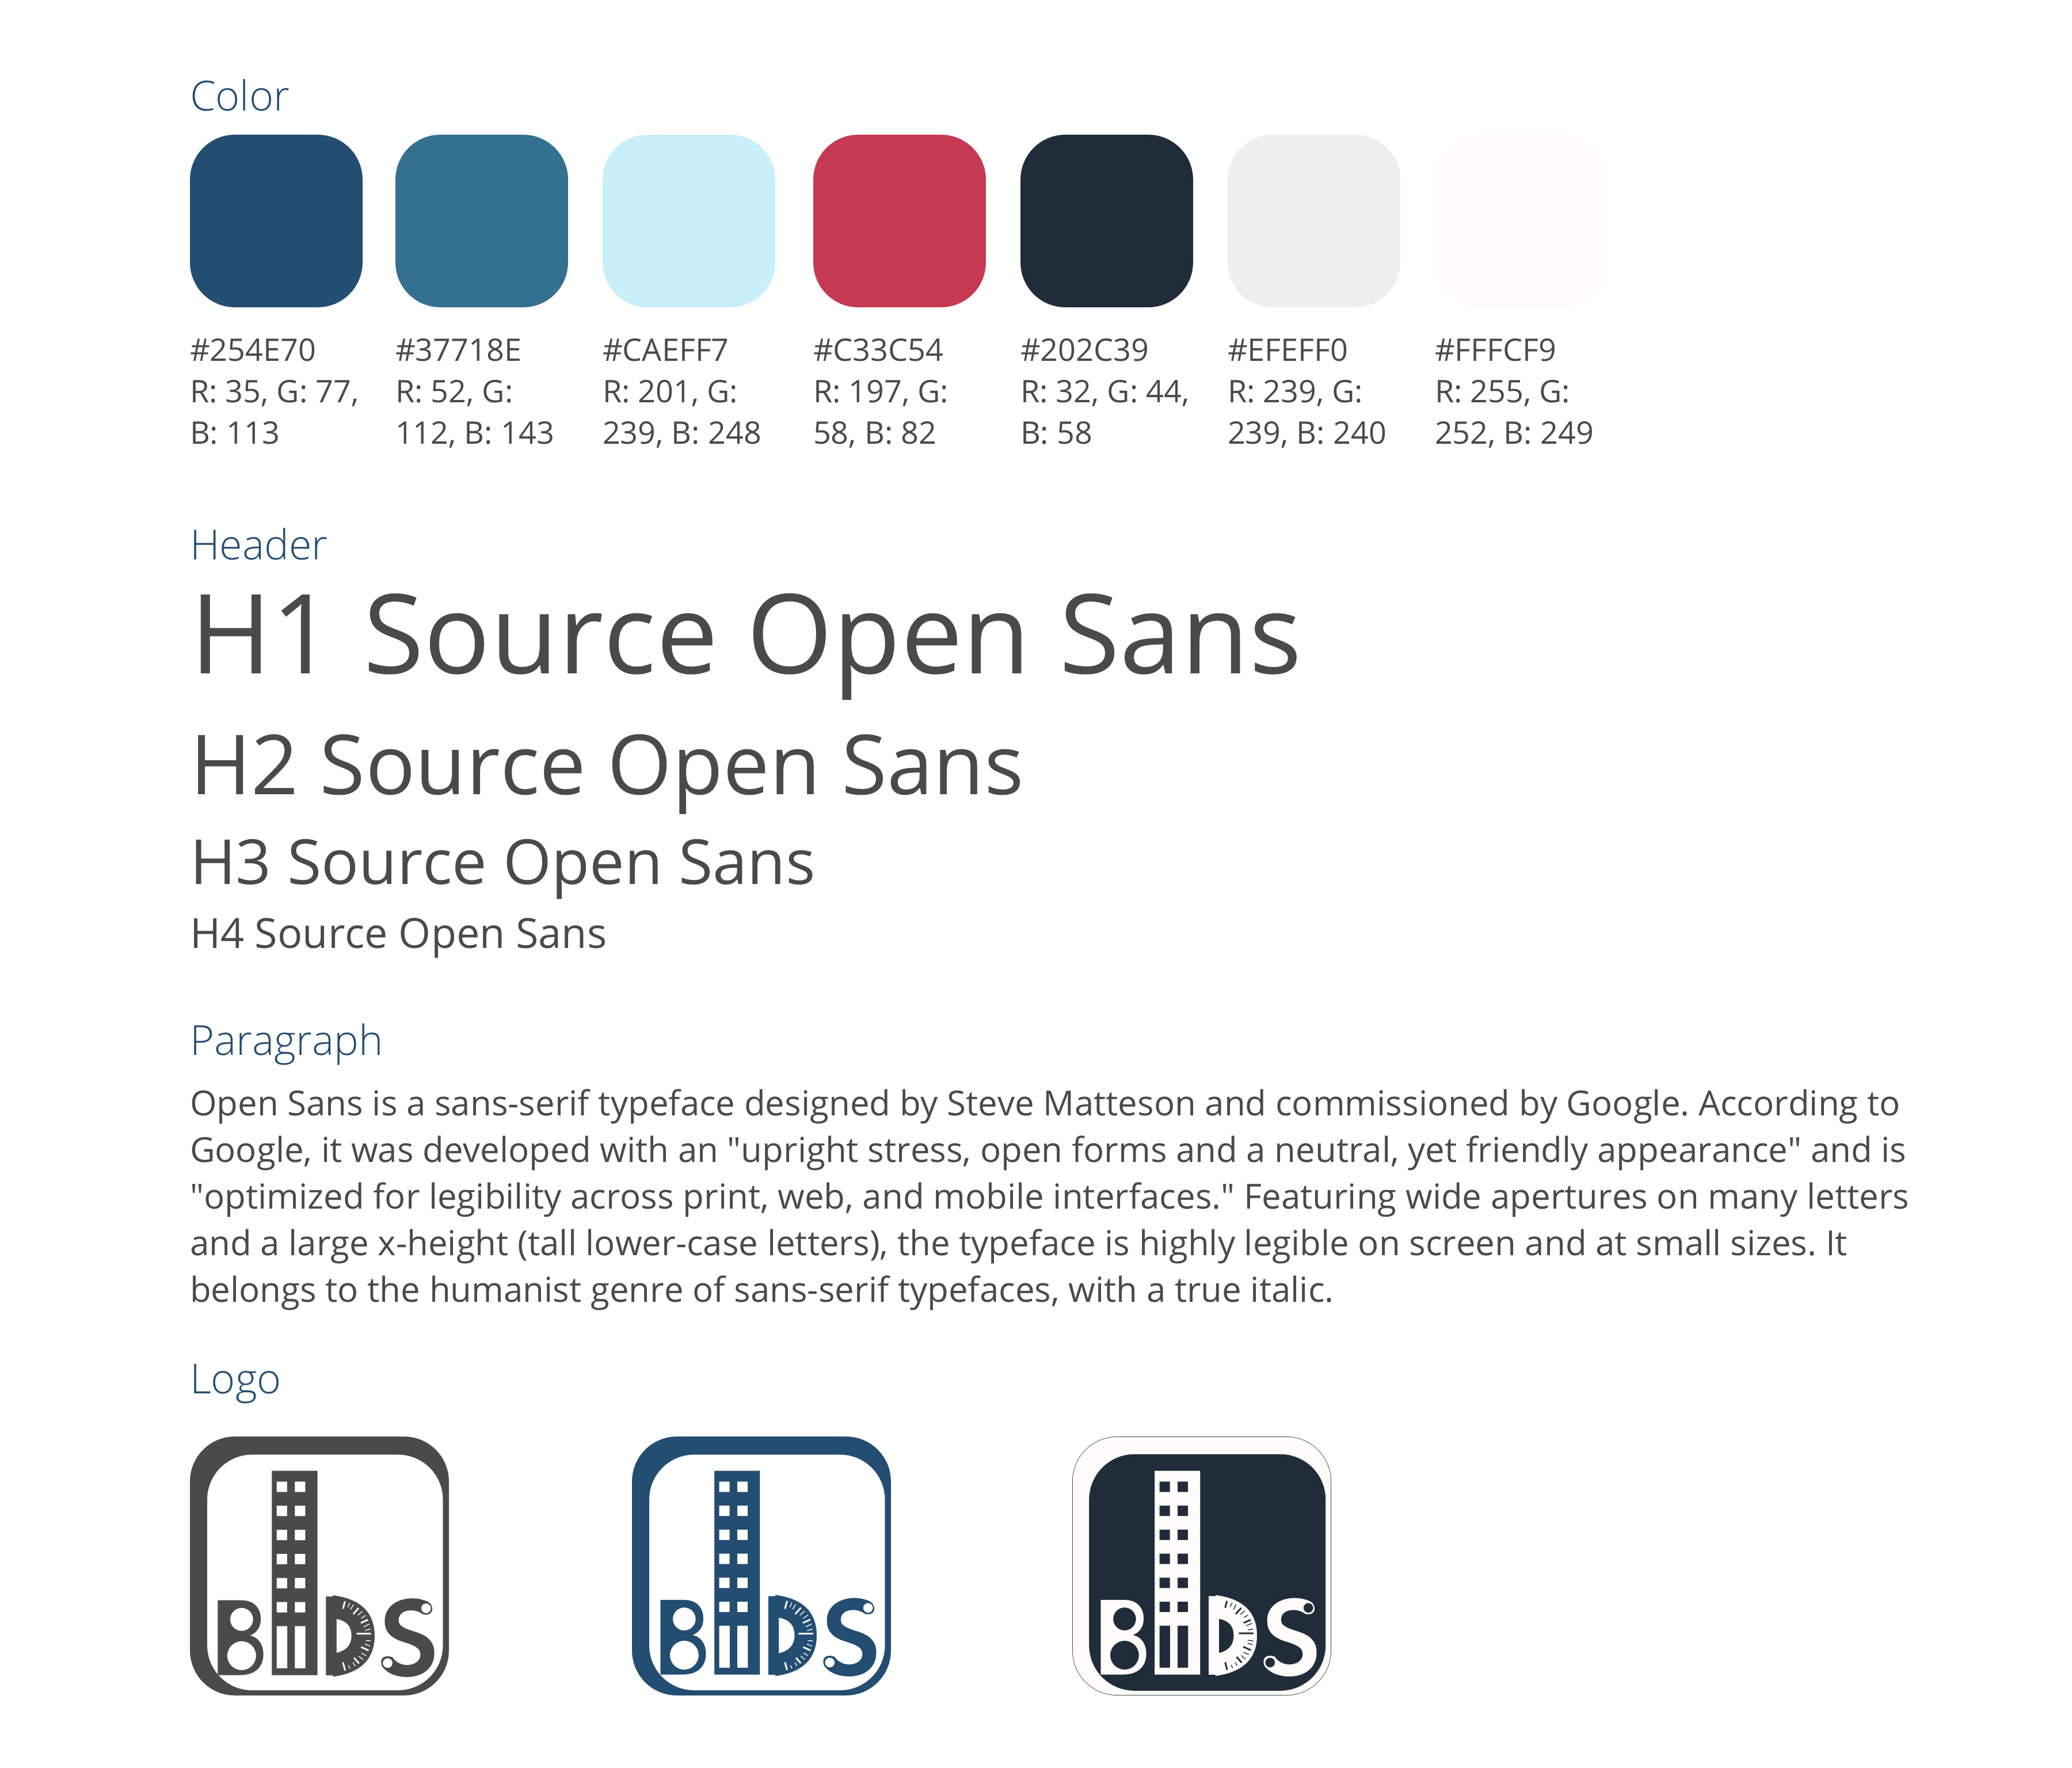 Color
#254E70
R: 35, G: 77,
B: 113
#37718E
R: 52, G:
112, B: 143
#CAEFF7
R: 201, G:
239, B: 248
#C33C54
R: 197, G:
58, B: 82
#202C39
R: 32, G: 44,
B: 58
#EFEFF0
R: 239, G:
239, B: 240
#FFFCF9
R: 255, G:
252, B: 249
Header
H1 Source Open Sans
H2 Source Open Sans
H3 Source Open Sans
H4 Source Open Sans
Paragraph
Open Sans is a sans-serif typeface designed by Steve Matteson and commissioned by Google. According to
Google, it was developed with an "upright stress, open forms and a neutral, yet friendly appearance" and is
"optimized for legibility across print, web, and mobile interfaces." Featuring wide apertures on many letters
and a large x-height (tall lower-case letters), the typeface is highly legible on screen and at small sizes. It
belongs to the humanist genre of sans-serif typefaces, with a true italic.
Logo
BIDS
BIDS
BIDS